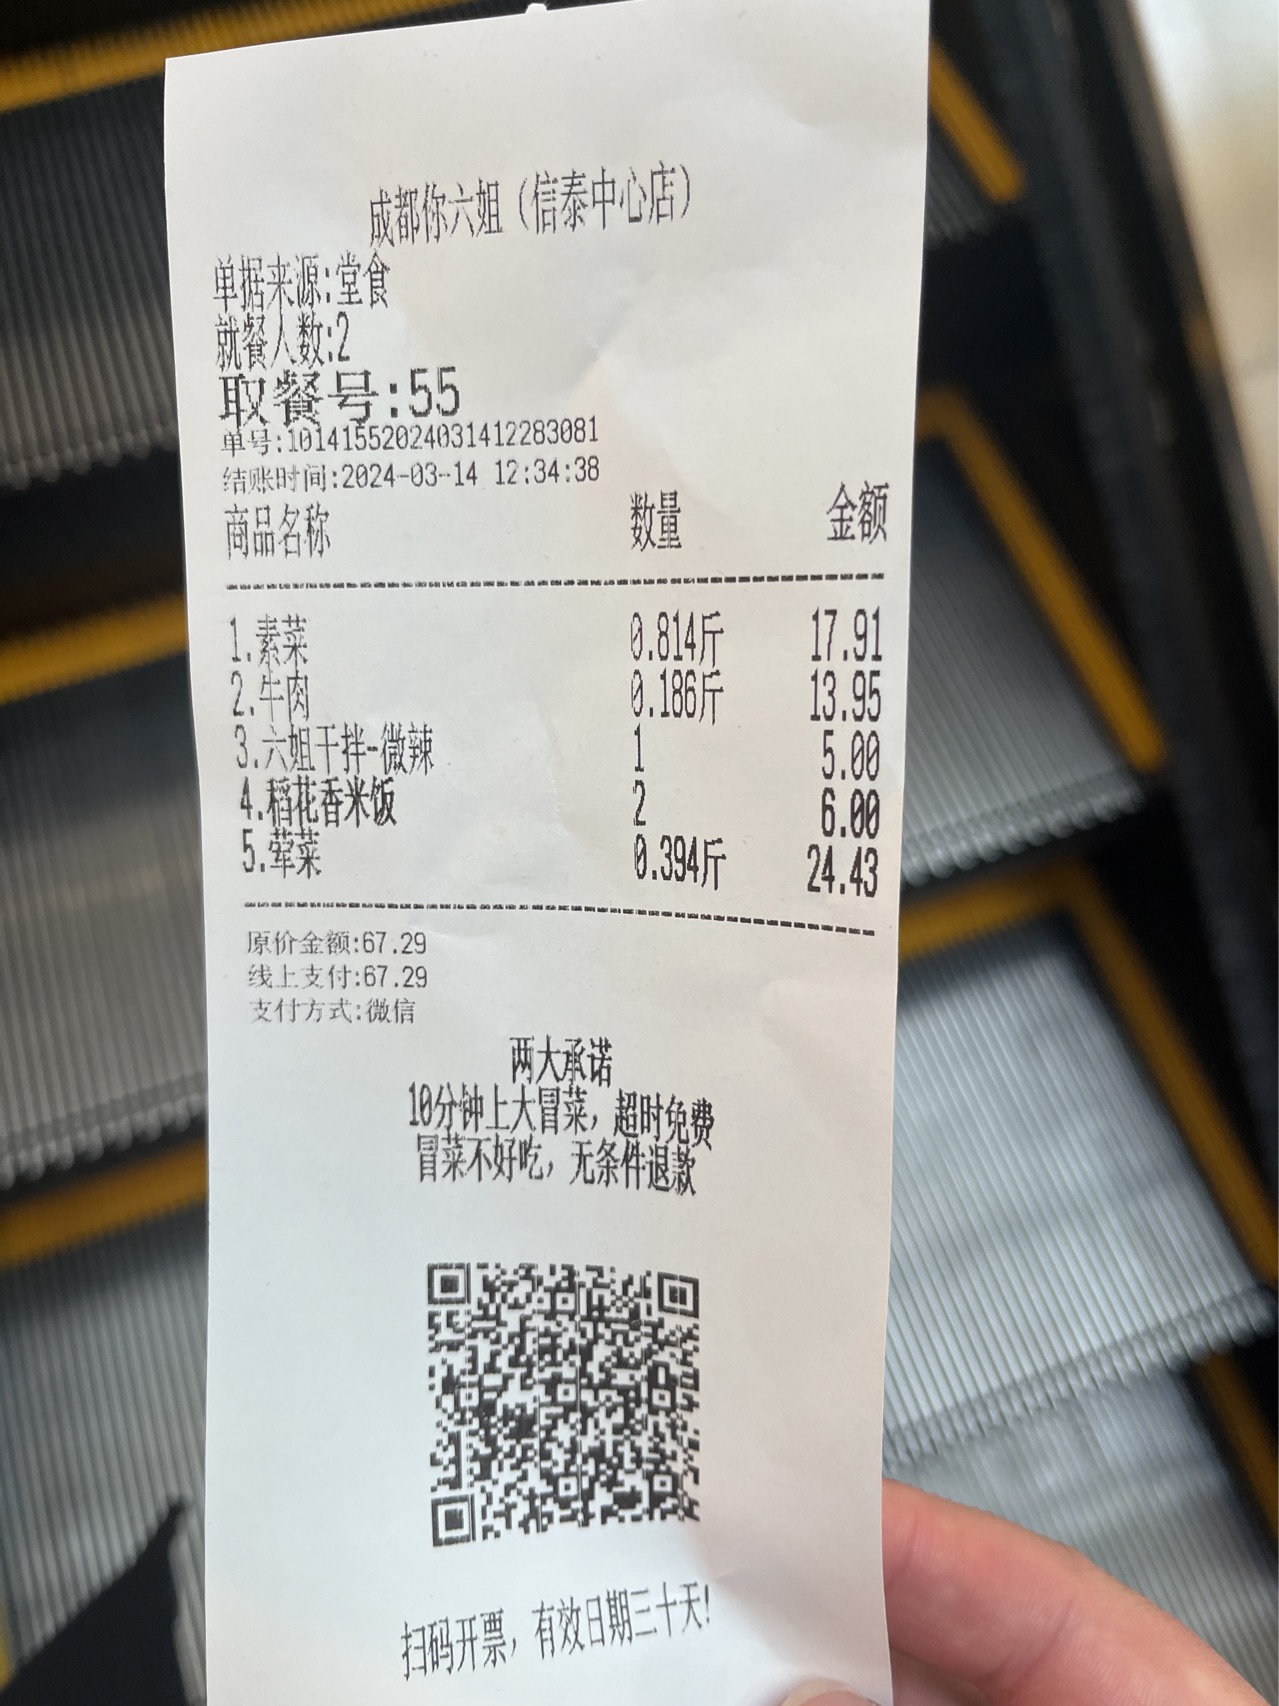 成都你六姐（信泰中心店）
单据来源:堂食
就餐人数:2
取餐号:55
单号:10141552024031412283081
结账时间:2024-03-14 12:34:38
商品名称 数量 金额
1.素菜 0.814斤 17.91
2.牛肉 0.186斤 13.95
3.六姐干拌-微辣 1 5.00
4.稻花香米饭 2 6.00
5.荤菜 0.394斤 24.43
原价金额:67.29
线上支付:67.29
支付方式:微信
两大承诺
10分钟上大冒菜，超时免费
冒菜不好吃，无条件退款
扫码开票，有效日期三十天!